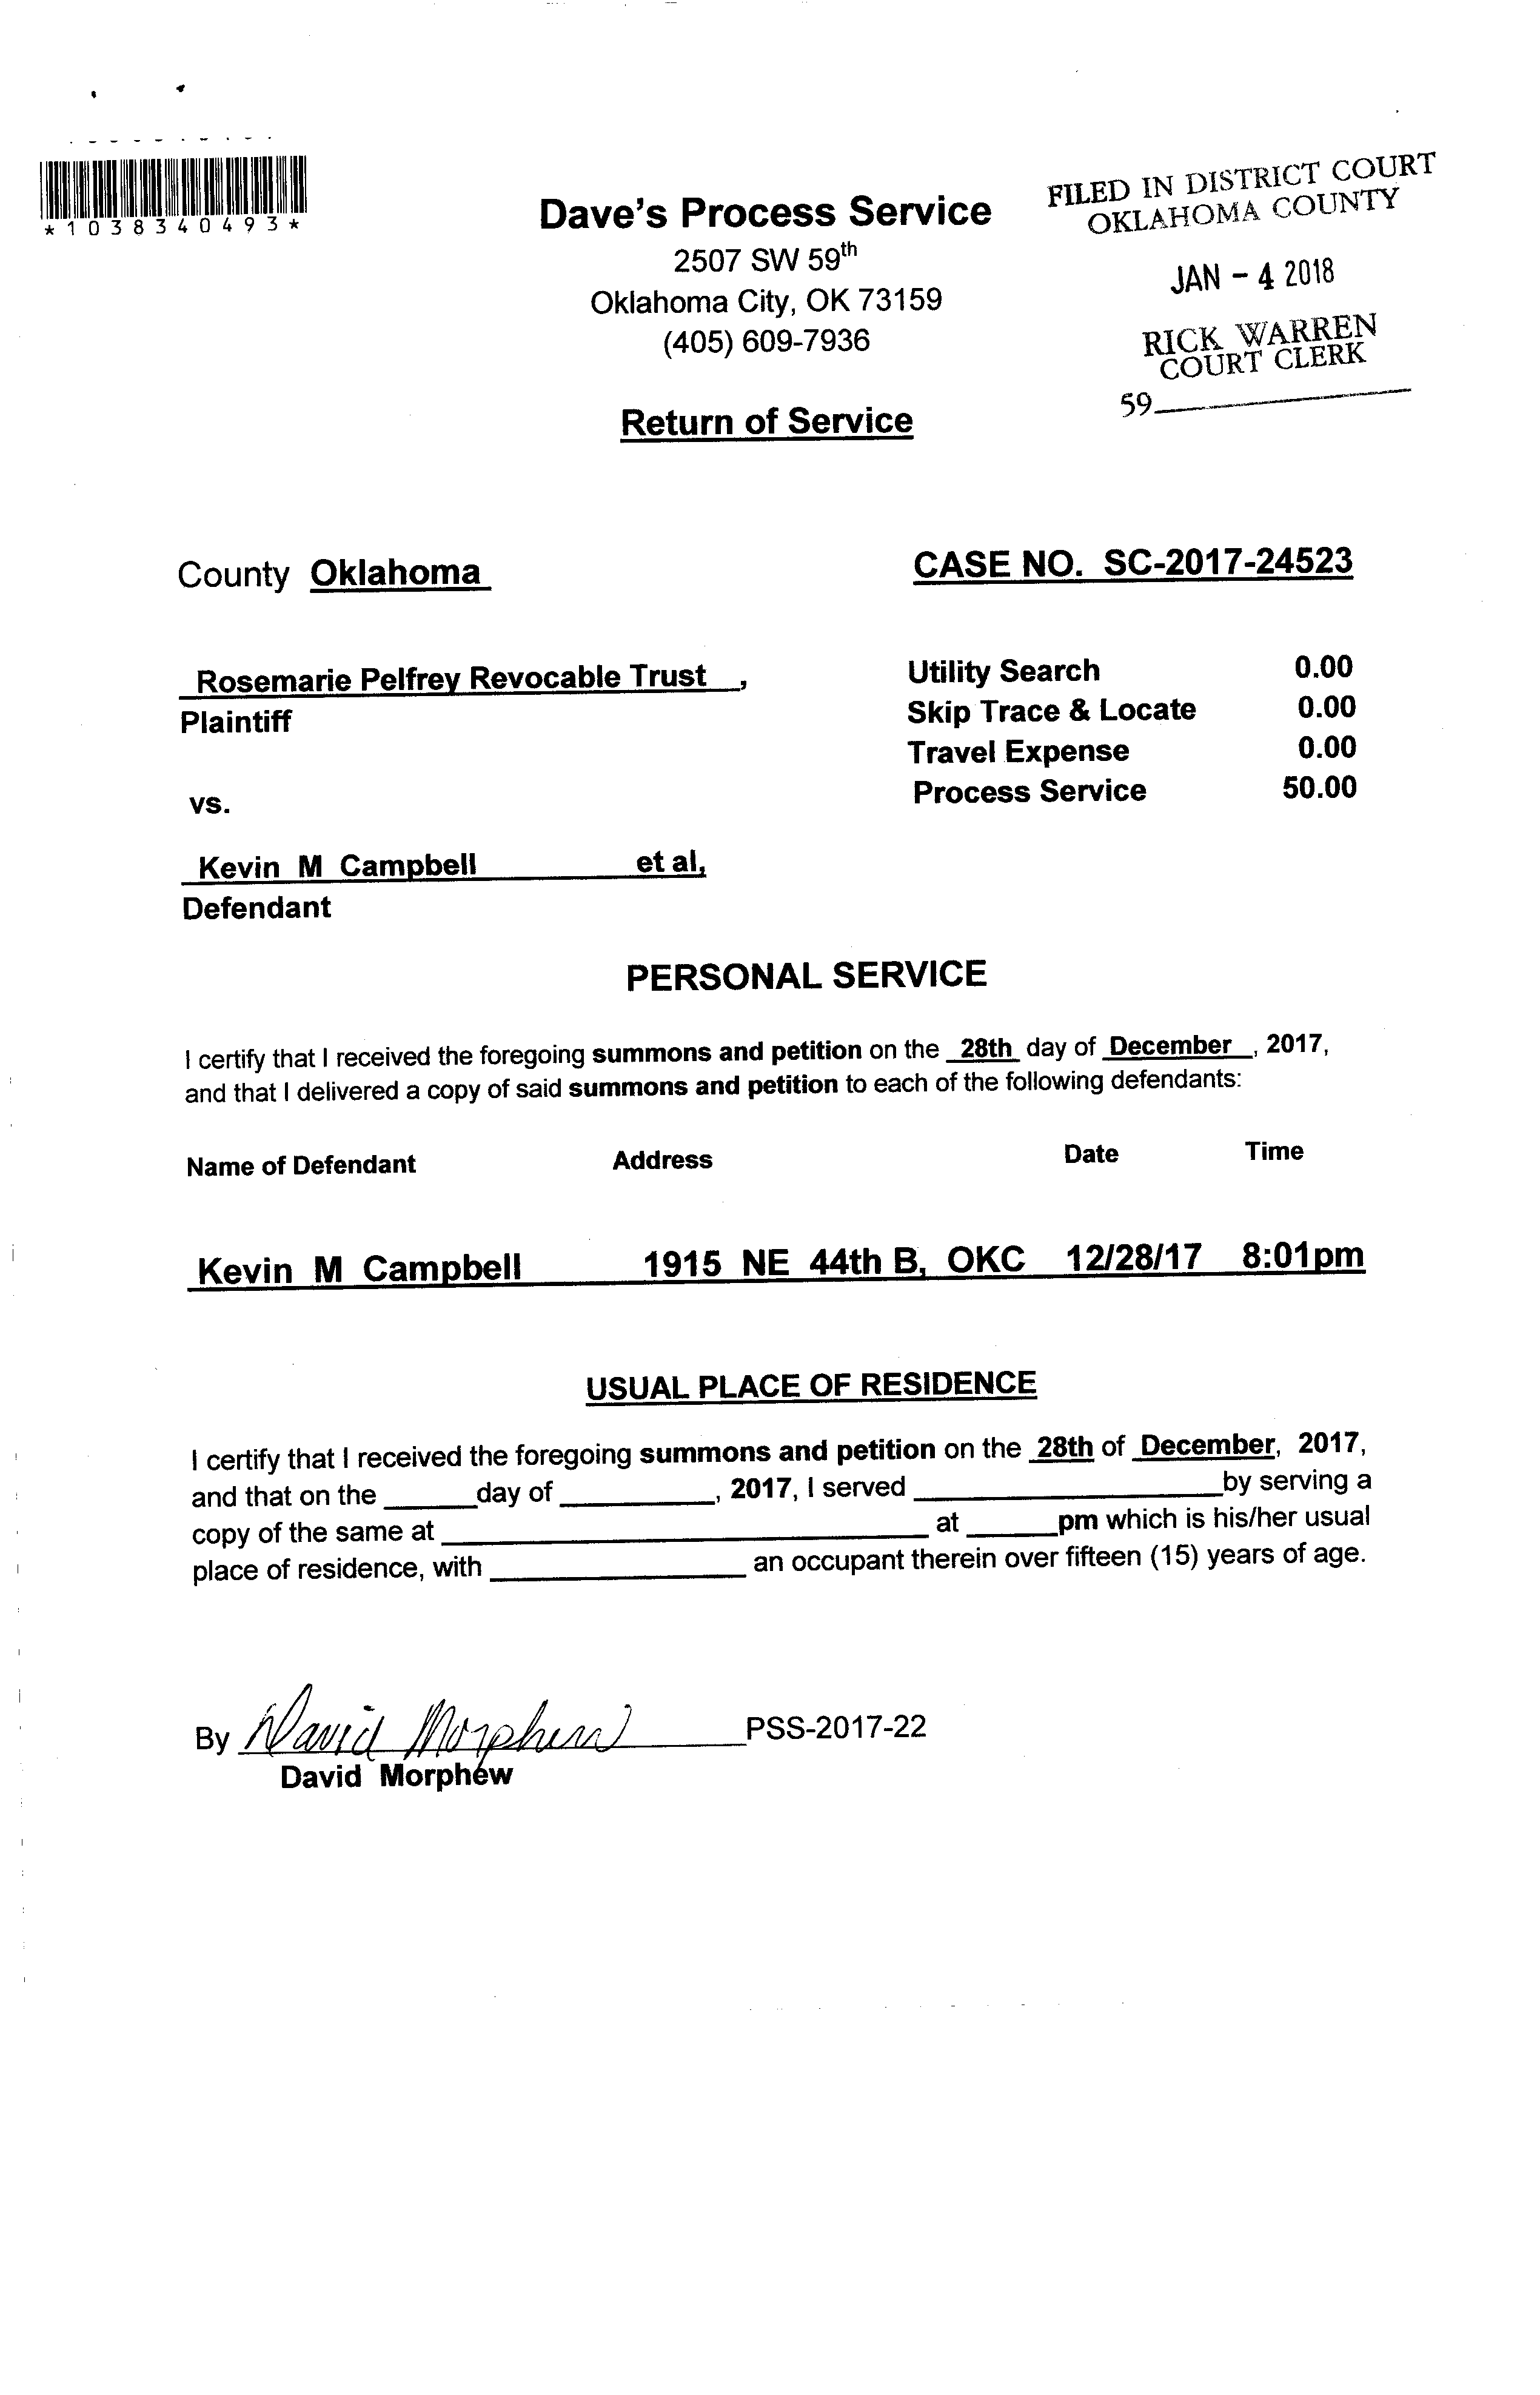 *1038340493*
Dave's Process Service
2507 SW 59th
Oklahoma City, OK 73159
(405) 609-7936
FILED IN DISTRICT COURT
OKLAHOMA COUNTY
JAN - 4 2018
RICK WARREN
COURT CLERK
59
Return of Service
County Oklahoma
CASE NO. SC-2017-24523
Rosemarie Pelfrey Revocable Trust ,
Plaintiff
vs.
Kevin M Campbell et al,
Defendant
Utility Search 0.00
Skip Trace & Locate 0.00
Travel Expense 0.00
Process Service 50.00
PERSONAL SERVICE
I certify that I received the foregoing summons and petition on the 28th day of December , 2017,
and that I delivered a copy of said summons and petition to each of the following defendants:
Name of Defendant Address Date Time
Kevin M Campbell 1915 NE 44th B, OKC 12/28/17 8:01pm
USUAL PLACE OF RESIDENCE
I certify that I received the foregoing summons and petition on the 28th of December, 2017,
and that on the ______day of __________, 2017, I served ____________________by serving a
copy of the same at ________________________________ at ______pm which is his/her usual
place of residence, with _________________ an occupant therein over fifteen (15) years of age.
By David Morphew PSS-2017-22
David Morphew